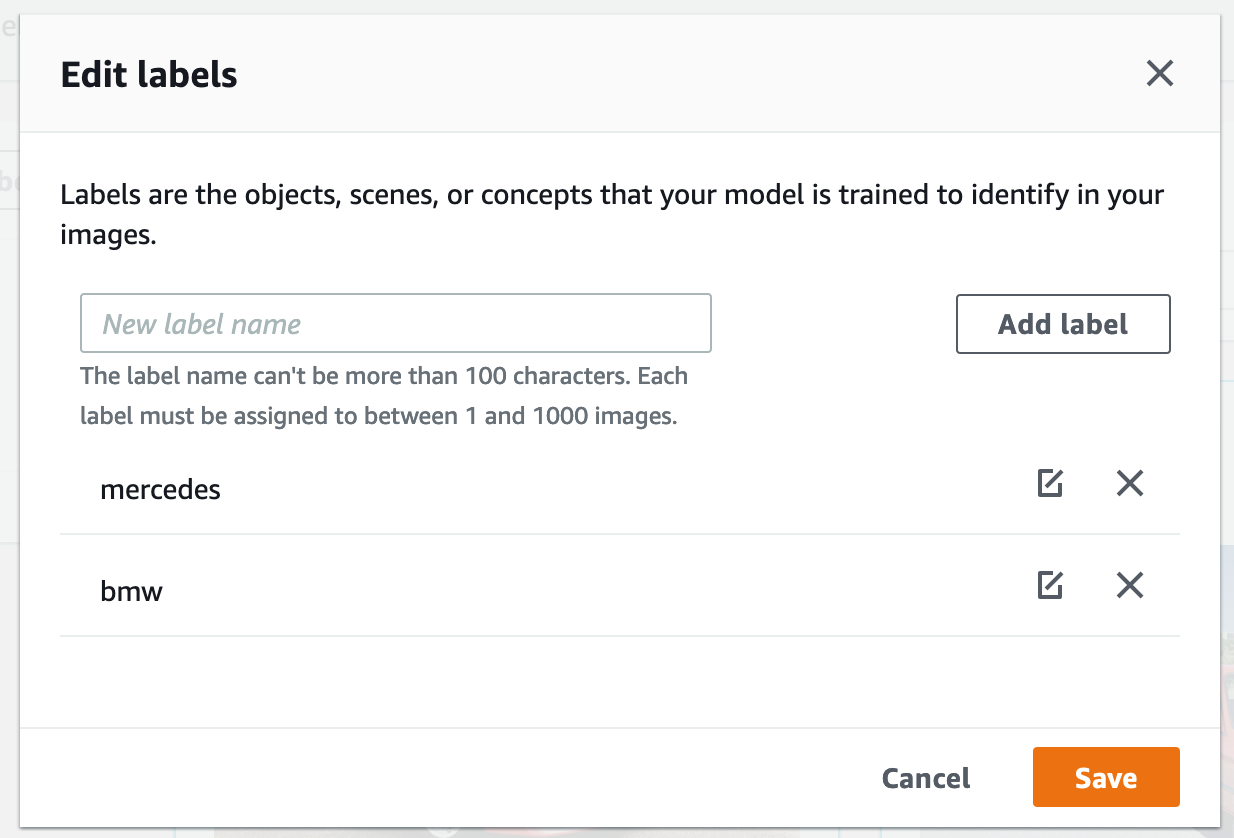 Edit labels
Labels are the objects, scenes, or concepts that your model is trained to identify in your
images.
New label name
Add label
The label name can't be more than 100 characters. Each
label must be assigned to between 1 and 1000 images.
mercedes
bmw
Cancel
Save